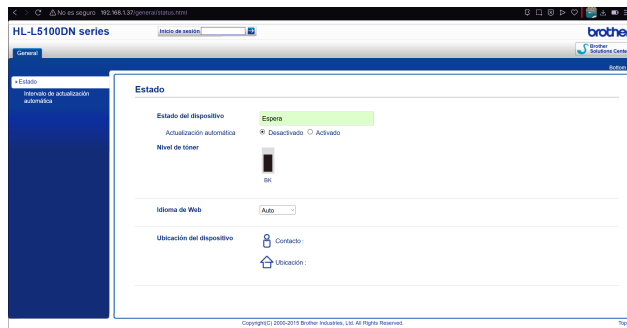 No es seguro 192.168.1.37/general/status.html
HL-L5100DN series
Inicio de sesión
brother
General
Brother
Solutions Cente
Bottom
Estado
Intervalo de actualización
automática
Estado
Estado del dispositivo
Espera
Actualización automática
Desactivado
Activado
Nivel de tóner
BK
Idioma de Web
Auto
Ubicación del dispositivo
Contacto :
Ubicación :
Copyright(C) 2000-2015 Brother Industries, Ltd. All Rights Reserved.
Top